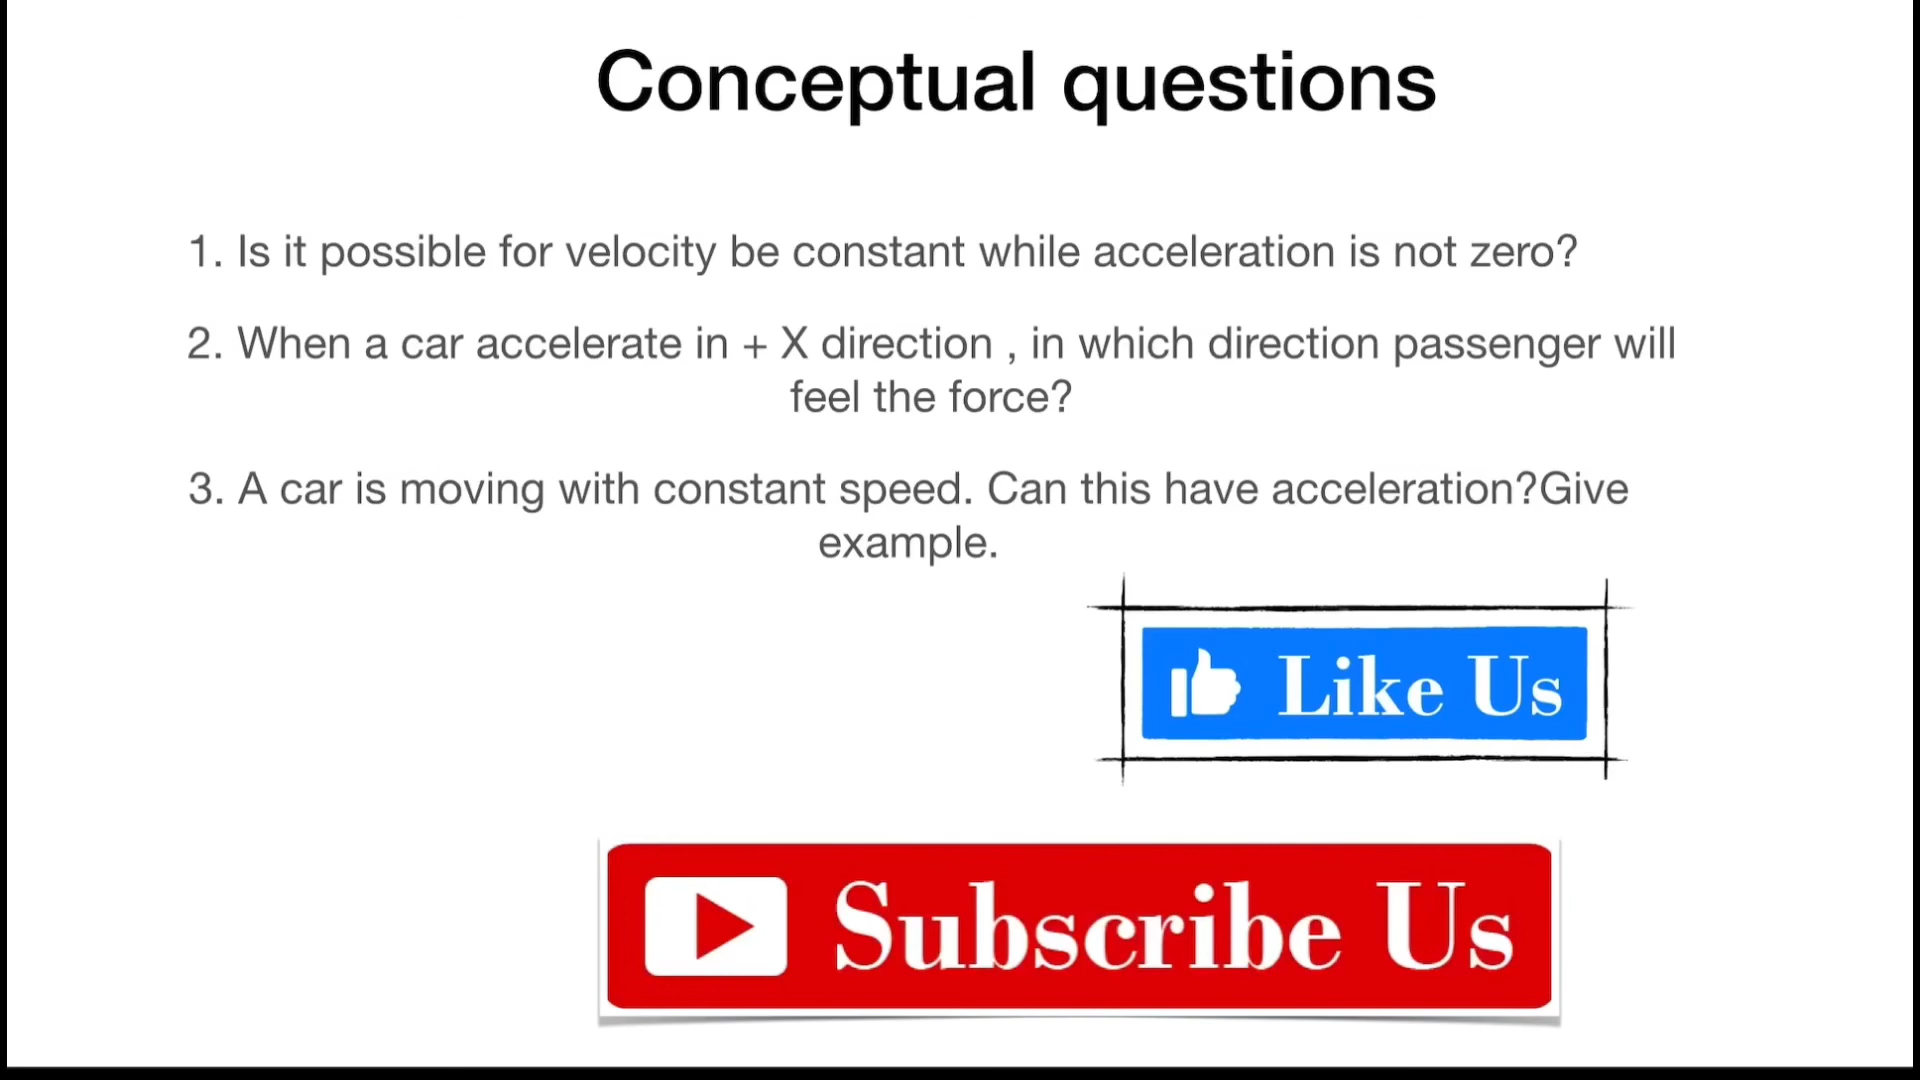 Conceptual questions
1. Is it possible for velocity be constant while acceleration is not zero?
2. When a car accelerate in + X direction , in which direction passenger will
feel the force?
3. A car is moving with constant speed. Can this have acceleration?Give
example.
Like Us
Subscribe Us